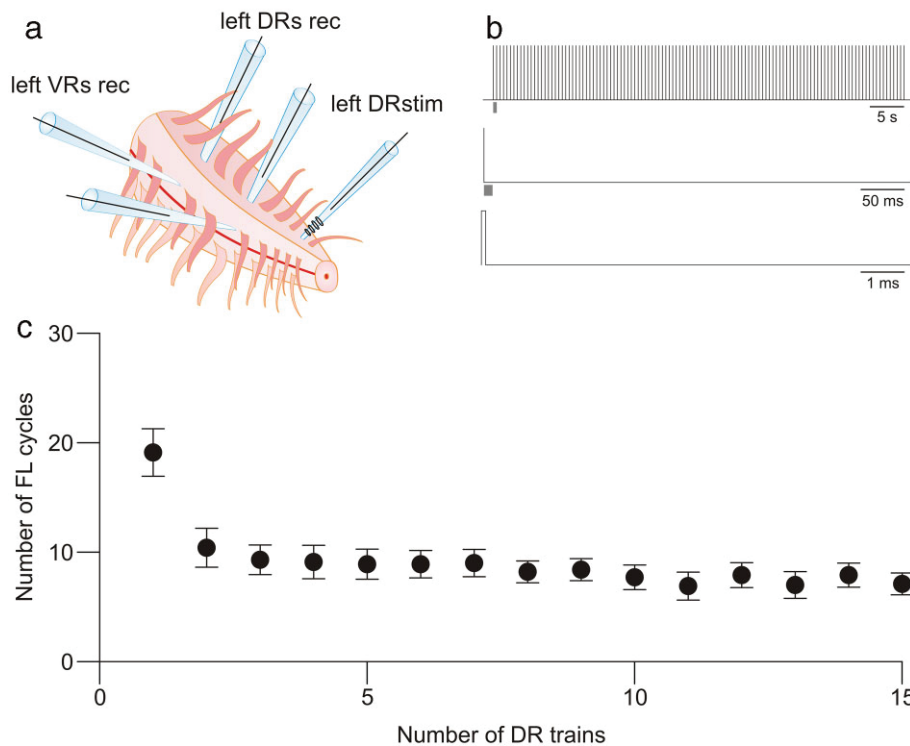 a
left DRs rec
left VRs rec
left DRstim
b
5 s
50 ms
1 ms
c
30
20
10
0
Number of FL cycles
0
5
10
15
Number of DR trains